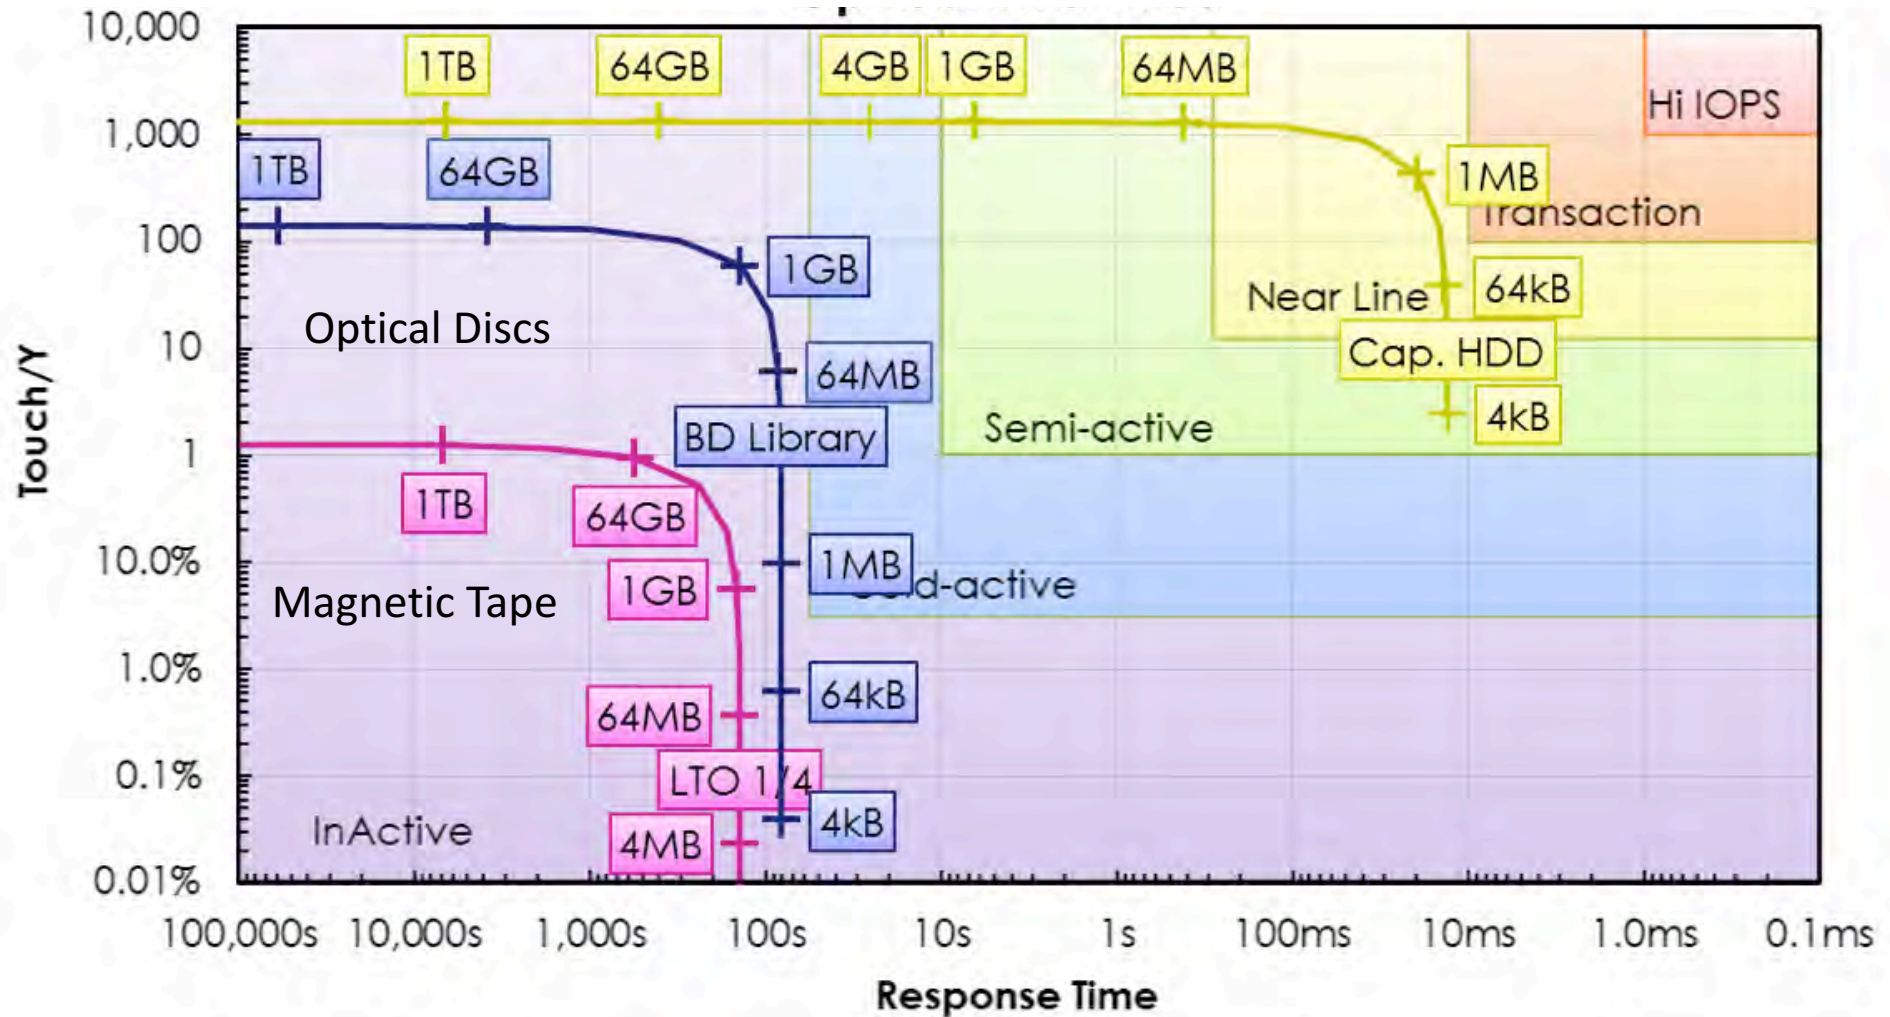 10,000
1TB
64GB
4GB
1GB
64MB
Hi IOPS
1,000
1TB
64GB
1MB
Transaction
100
1GB
64kB
Near Line
Optical Discs
10
Cap. HDD
64MB
4kB
Touch/Y
BD Library
Semi-active
1
1TB
64GB
10.0%
1MB
d-active
1GB
Magnetic Tape
1.0%
64kB
64MB
0.1%
LTO 1/4
4kB
InActive
4MB
0.01%
100,000s 10,000s 1,000s 100s 10s 1s 100ms 10ms 1.0ms 0.1ms
Response Time